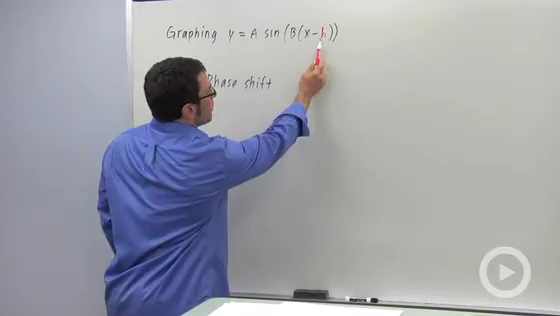 Graphing y = A sin(B(x-h))
Phase shift